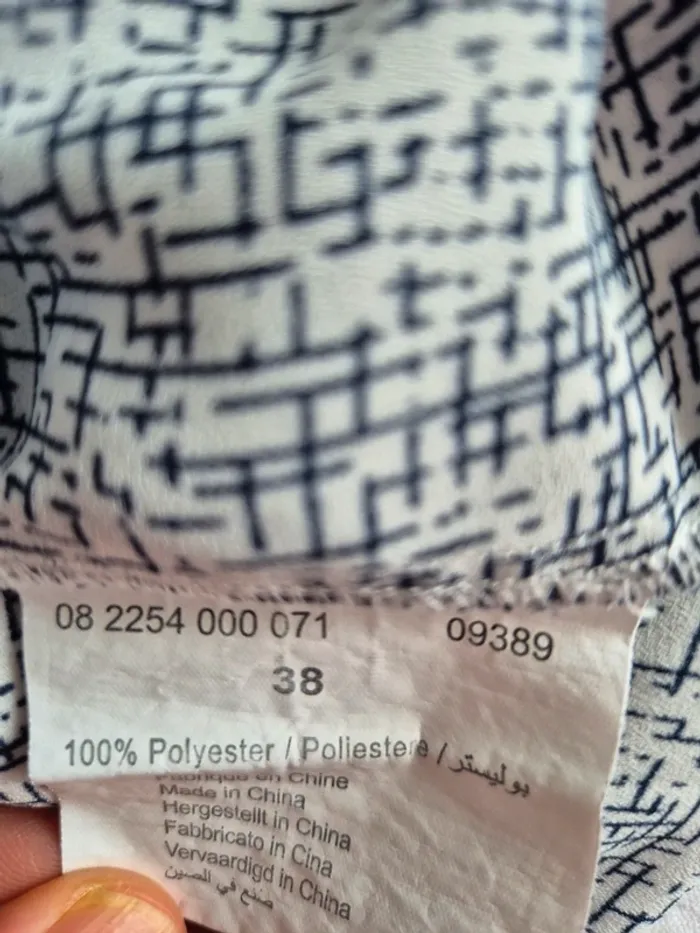 08 2254 000 071 09389
38
100% Polyester / Poliestere / بوليستر
Fabriqué en Chine
Made in China
Hergestellt in China
Fabbricato in Cina
Vervaardigd in China
صنع في الصين